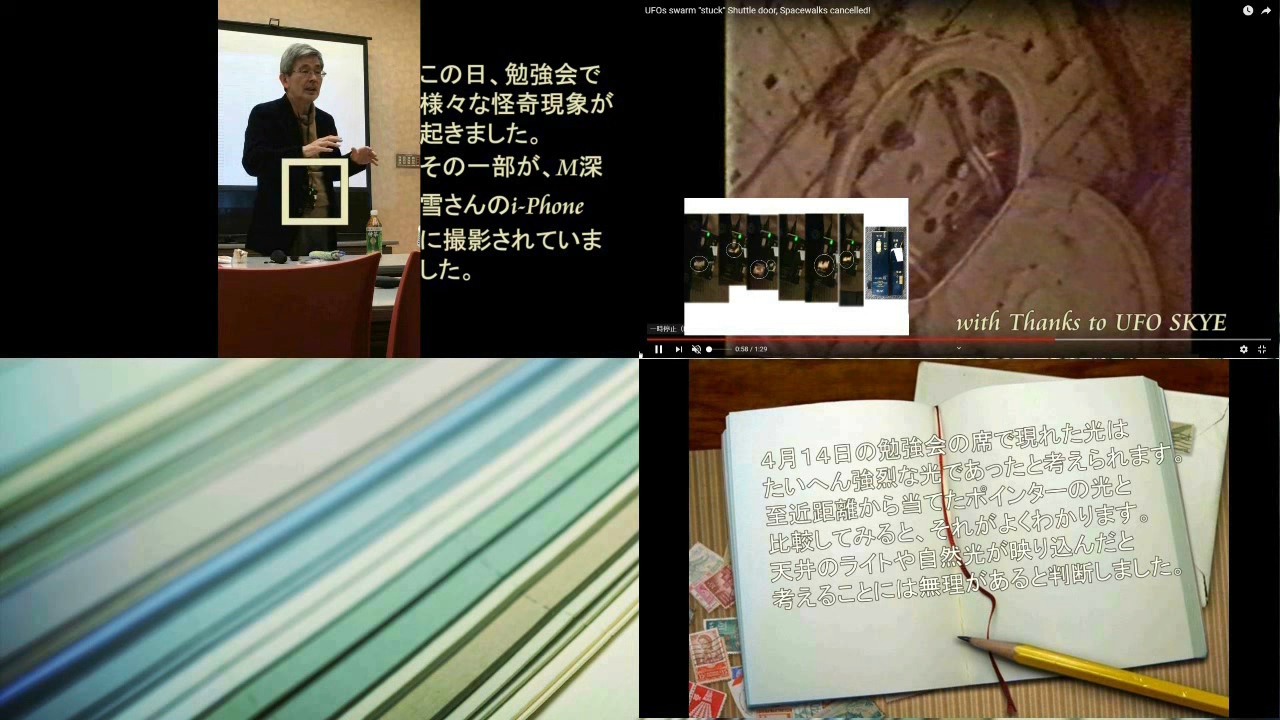 この日、勉強会で
様々な怪奇現象が
起きました。
その一部が、M深
雪さんのi-Phone
に撮影されていま
した。
UFOs swarm "stuck" Shuttle door, Spacewalks cancelled!
with Thanks to UFO SKYE
一時停止
0:58 / 1:29
4月14日の勉強会の席で現れた光は
たいへん強烈な光であったと考えられます。
至近距離から当てたポインターの光と
比較してみると、それがよくわかります。
天井のライトや自然光が映り込んだと
考えることには無理があると判断しました。